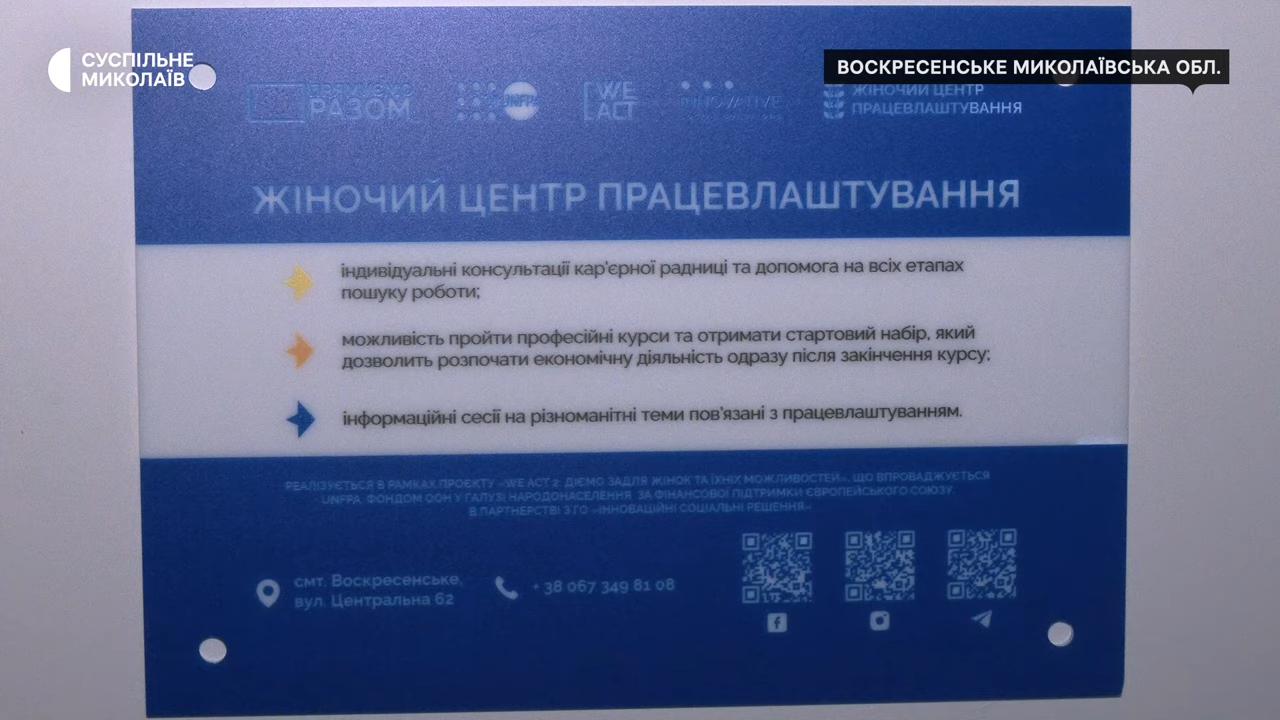 СУСПІЛЬНЕ
МИКОЛАЇВ
ВОСКРЕСЕНСЬКЕ МИКОЛАЇВСЬКА ОБЛ.
РАЗОМ
UNFPA
WE
ACT
INNOVATIVE
ЖІНОЧИЙ ЦЕНТР
ПРАЦЕВЛАШТУВАННЯ
ЖІНОЧИЙ ЦЕНТР ПРАЦЕВЛАШТУВАННЯ
індивідуальні консультації кар'єрної радниці та допомога на всіх етапах
пошуку роботи;
можливість пройти професійні курси та отримати стартовий набір, який
дозволить розпочати економічну діяльність одразу після закінчення курсу;
інформаційні сесії на різноманітні теми пов'язані з працевлаштуванням.
РЕАЛІЗУЄТЬСЯ В РАМКАХ ПРОЄКТУ «WE ACT 2: ДІЄМО ЗАДЛЯ ЖІНОК ТА ЇХНІХ МОЖЛИВОСТЕЙ», ЩО ВПРОВАДЖУЄТЬСЯ
UNFPA, ФОНДОМ ООН У ГАЛУЗІ НАРОДОНАСЕЛЕННЯ, ЗА ФІНАНСОВОЇ ПІДТРИМКИ ЄВРОПЕЙСЬКОГО СОЮЗУ,
В ПАРТНЕРСТВІ З ГО «ІННОВАЦІЙНІ СОЦІАЛЬНІ РІШЕННЯ»
смт. Воскресенське,
вул. Центральна 62
+ 38 067 349 81 08